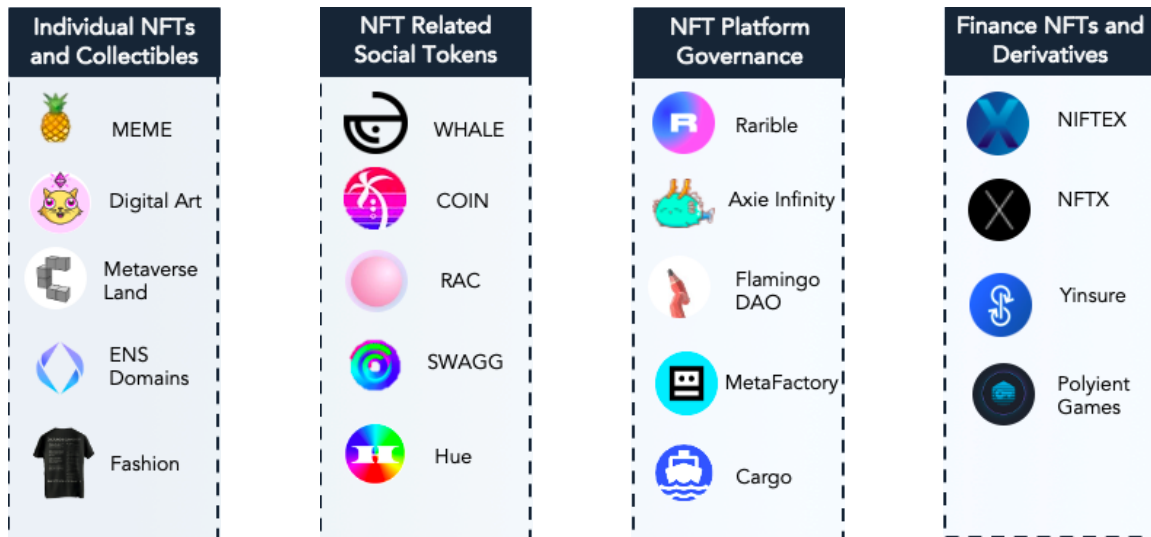 Individual NFTs
and Collectibles
MEME
Digital Art
Metaverse
Land
ENS
Domains
Fashion
NFT Related
Social Tokens
WHALE
COIN
RAC
SWAGG
Hue
NFT Platform
Governance
R
Rarible
Axie Infinity
Flamingo
DAO
MetaFactory
Cargo
Finance NFTs and
Derivatives
NIFTEX
NFTX
Yinsure
Polyient
Games